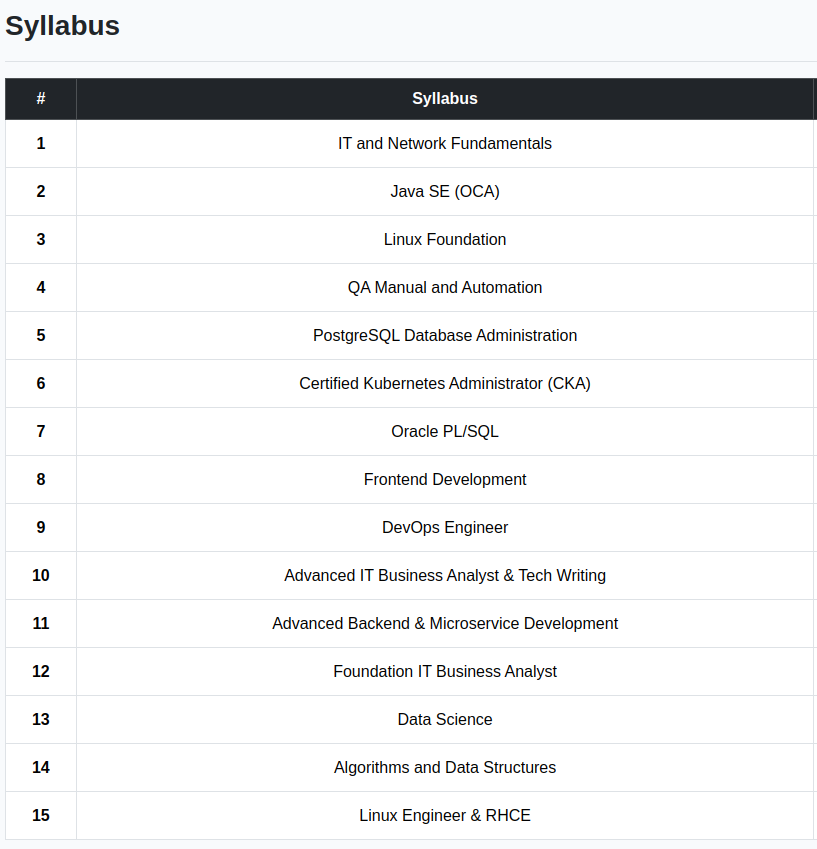 Syllabus
# Syllabus
1 IT and Network Fundamentals
2 Java SE (OCA)
3 Linux Foundation
4 QA Manual and Automation
5 PostgreSQL Database Administration
6 Certified Kubernetes Administrator (CKA)
7 Oracle PL/SQL
8 Frontend Development
9 DevOps Engineer
10 Advanced IT Business Analyst & Tech Writing
11 Advanced Backend & Microservice Development
12 Foundation IT Business Analyst
13 Data Science
14 Algorithms and Data Structures
15 Linux Engineer & RHCE